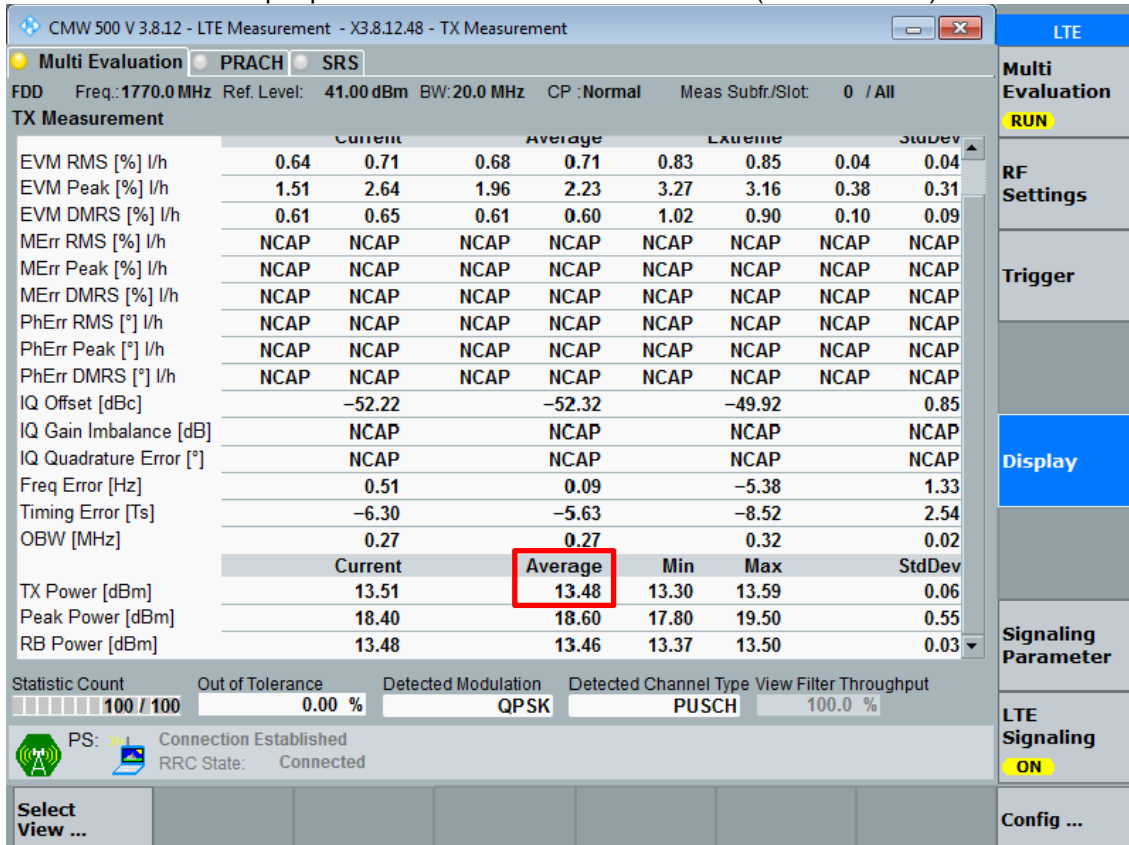 CMW 500 V 3.8.12 - LTE Measurement - X3.8.12.48 - TX Measurement
LTE
Multi Evaluation PRACH SRS
Multi Evaluation
RUN
FDD Freq.: 1770.0 MHz Ref. Level: 41.00 dBm BW: 20.0 MHz CP : Normal Meas Subfr./Slot: 0 / All
TX Measurement
Current Average Extreme StdDev
EVM RMS [%] l/h 0.64 0.71 0.68 0.71 0.83 0.85 0.04 0.04
EVM Peak [%] l/h 1.51 2.64 1.96 2.23 3.27 3.16 0.38 0.31
EVM DMRS [%] l/h 0.61 0.65 0.61 0.60 1.02 0.90 0.10 0.09
MErr RMS [%] l/h NCAP NCAP NCAP NCAP NCAP NCAP NCAP NCAP
MErr Peak [%] l/h NCAP NCAP NCAP NCAP NCAP NCAP NCAP NCAP
MErr DMRS [%] l/h NCAP NCAP NCAP NCAP NCAP NCAP NCAP NCAP
PhErr RMS [°] l/h NCAP NCAP NCAP NCAP NCAP NCAP NCAP NCAP
PhErr Peak [°] l/h NCAP NCAP NCAP NCAP NCAP NCAP NCAP NCAP
PhErr DMRS [°] l/h NCAP NCAP NCAP NCAP NCAP NCAP NCAP NCAP
IQ Offset [dBc] −52.22 −52.32 −49.92 0.85
IQ Gain Imbalance [dB] NCAP NCAP NCAP NCAP
IQ Quadrature Error [°] NCAP NCAP NCAP NCAP
Freq Error [Hz] 0.51 0.09 −5.38 1.33
Timing Error [Ts] −6.30 −5.63 −8.52 2.54
OBW [MHz] 0.27 0.27 0.32 0.02
Current Average Min Max StdDev
TX Power [dBm] 13.51 13.48 13.30 13.59 0.06
Peak Power [dBm] 18.40 18.60 17.80 19.50 0.55
RB Power [dBm] 13.48 13.46 13.37 13.50 0.03
Statistic Count Out of Tolerance Detected Modulation Detected Channel Type View Filter Throughput
100 / 100 0.00 % QPSK PUSCH 100.0 %
PS: Connection Established
RRC State: Connected
Select
View ...
RF
Settings
Trigger
Display
Signaling
Parameter
LTE
Signaling
ON
Config ...